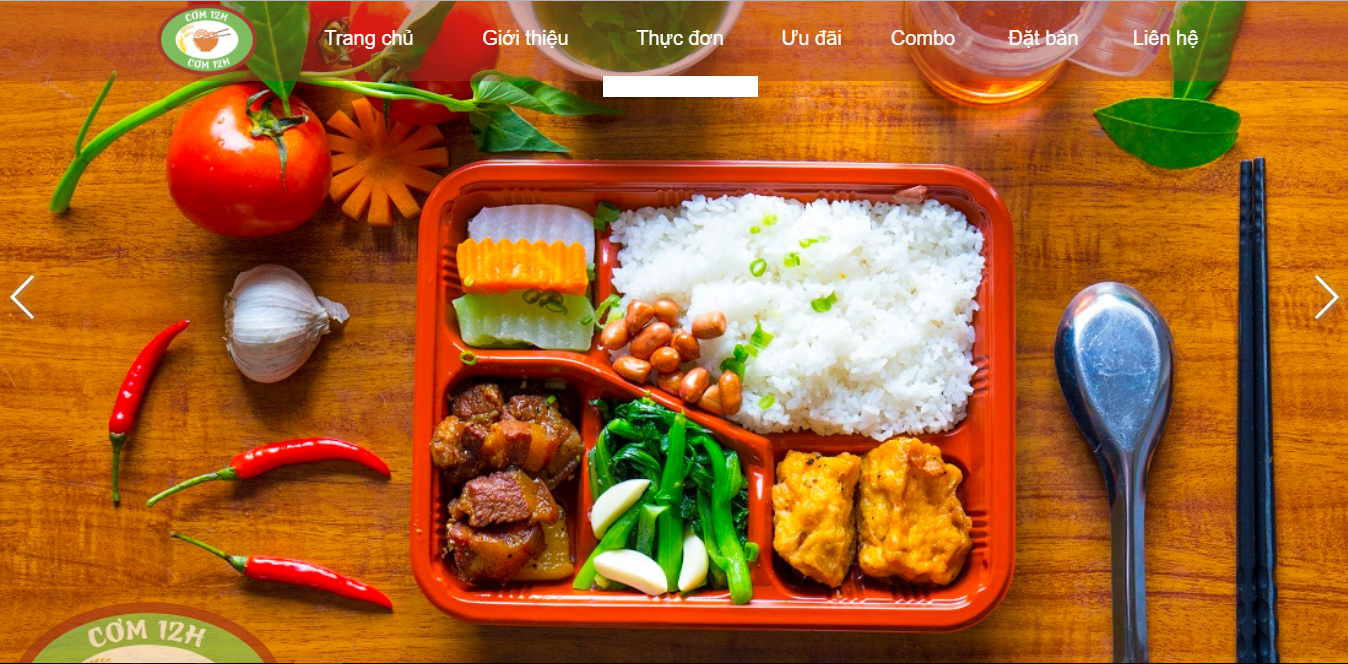 CƠM 12H
CƠM 12H
Trang chủ
Giới thiệu
Thực đơn
Ưu đãi
Combo
Đặt bàn
Liên hệ
CƠM 12H